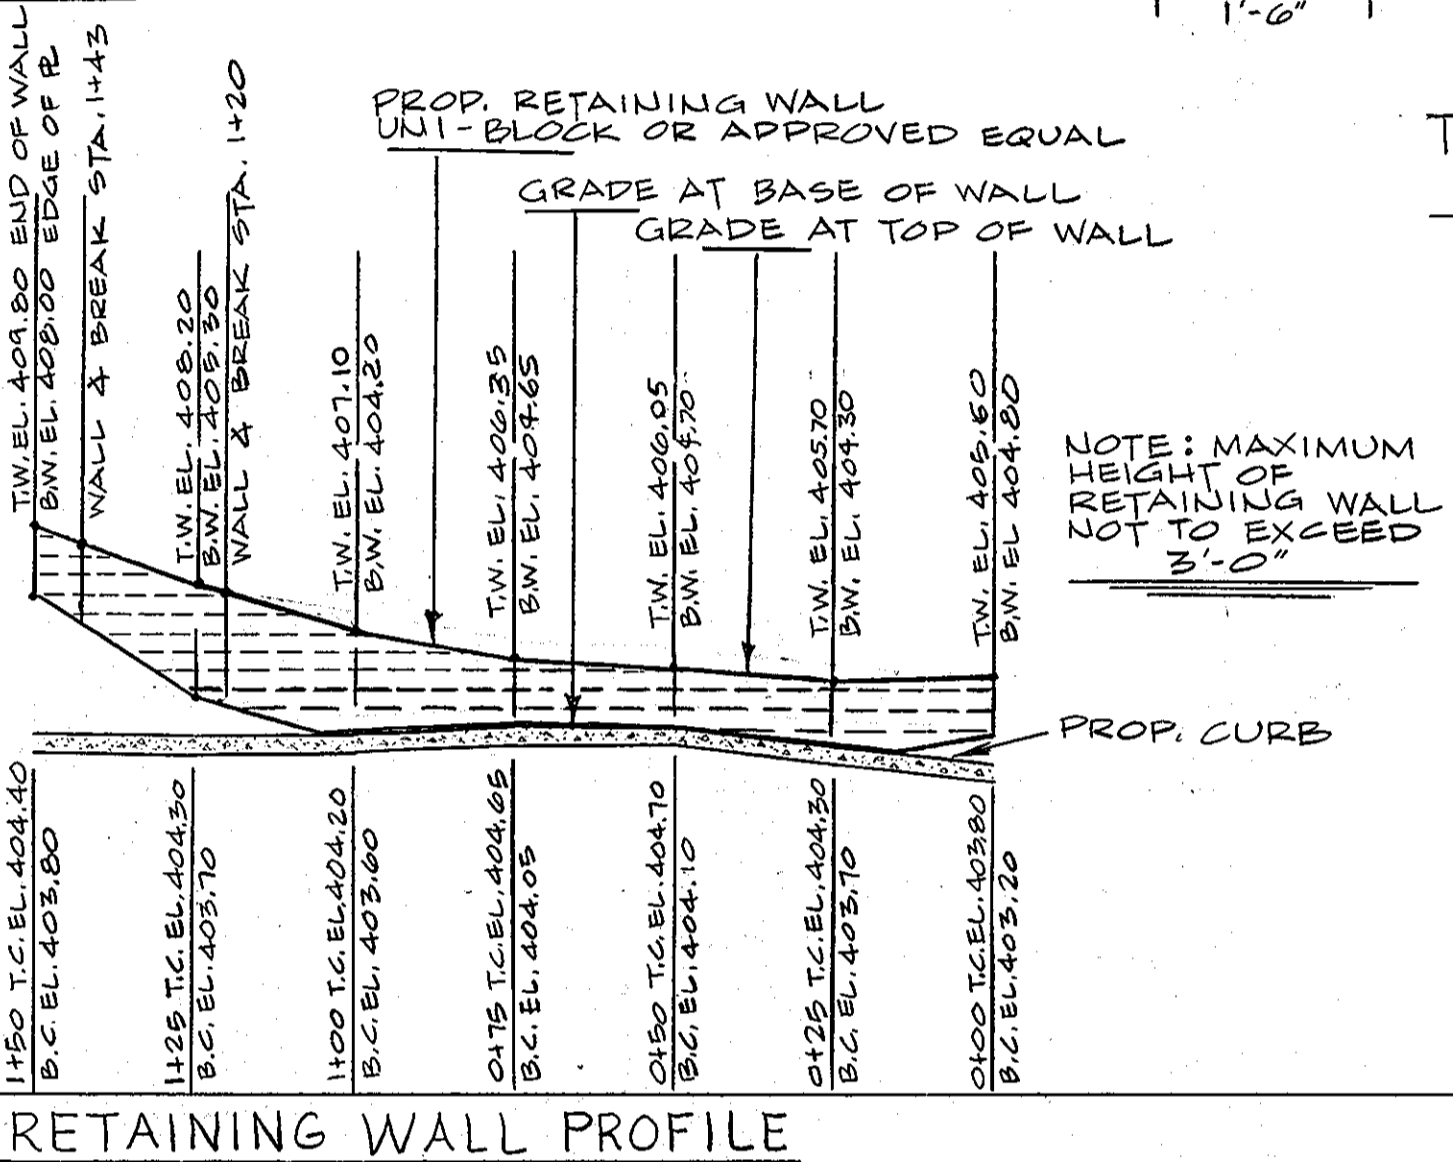 1'-6"
T
T.W. EL. 409.80 END OF WALL
B.W. EL. 408.00 EDGE OF PL
WALL & BREAK STA. 1+43
T.W. EL. 408.20
B.W. EL. 405.30
WALL & BREAK STA. 1+20
T.W. EL. 407.10
B.W. EL. 404.20
PROP. RETAINING WALL
UNI-BLOCK OR APPROVED EQUAL
GRADE AT BASE OF WALL
GRADE AT TOP OF WALL
T.W. EL. 406.35
B.W. EL. 404.65
T.W. EL. 406.05
B.W. EL. 404.70
T.W. EL. 405.70
B.W. EL. 404.30
T.W. EL. 405.60
B.W. EL 404.80
NOTE: MAXIMUM
HEIGHT OF
RETAINING WALL
NOT TO EXCEED
3'-0"
PROP. CURB
1+50 T.C. EL. 404.40
B.C. EL. 403.80
1+25 T.C. EL. 404.30
B.C. EL. 403.70
1+00 T.C. EL. 404.20
B.C. EL. 403.60
0+75 T.C. EL. 404.65
B.C. EL. 404.05
0+50 T.C. EL. 404.70
B.C. EL. 404.10
0+25 T.C. EL. 404.30
B.C. EL. 403.70
0+00 T.C. EL. 403.80
B.C. EL. 403.20
RETAINING WALL PROFILE